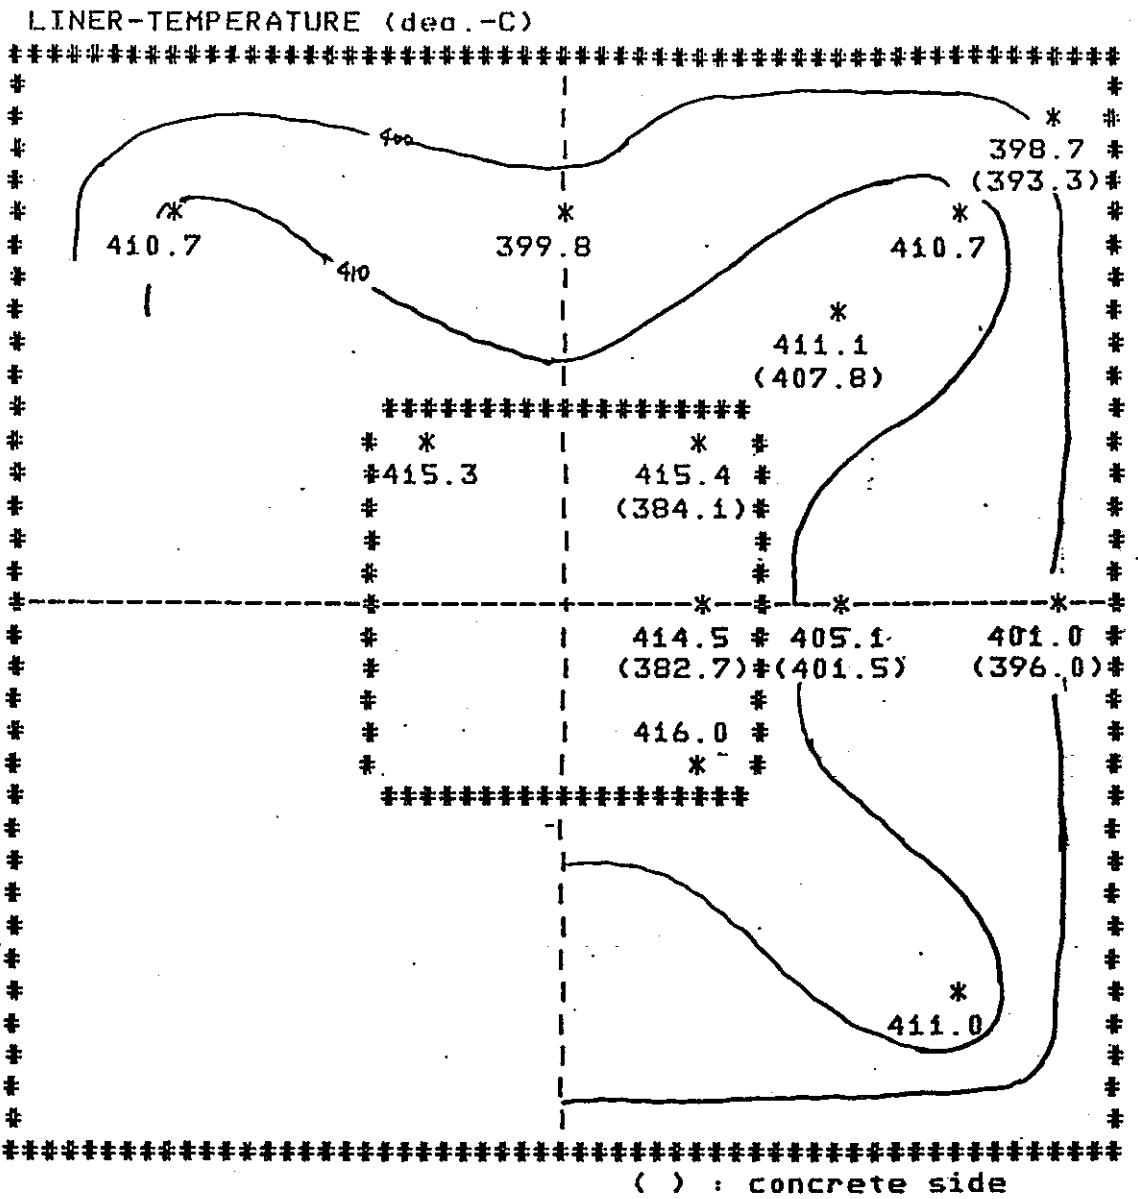 LINER-TEMPERATURE (deg.-C)
400
398.7
(393.3)
410.7 399.8 410.7
410
411.1
(407.8)
415.3 415.4
(384.1)
414.5 405.1 401.0
(382.7) (401.5) (396.0)
416.0
411.0
( ) : concrete side